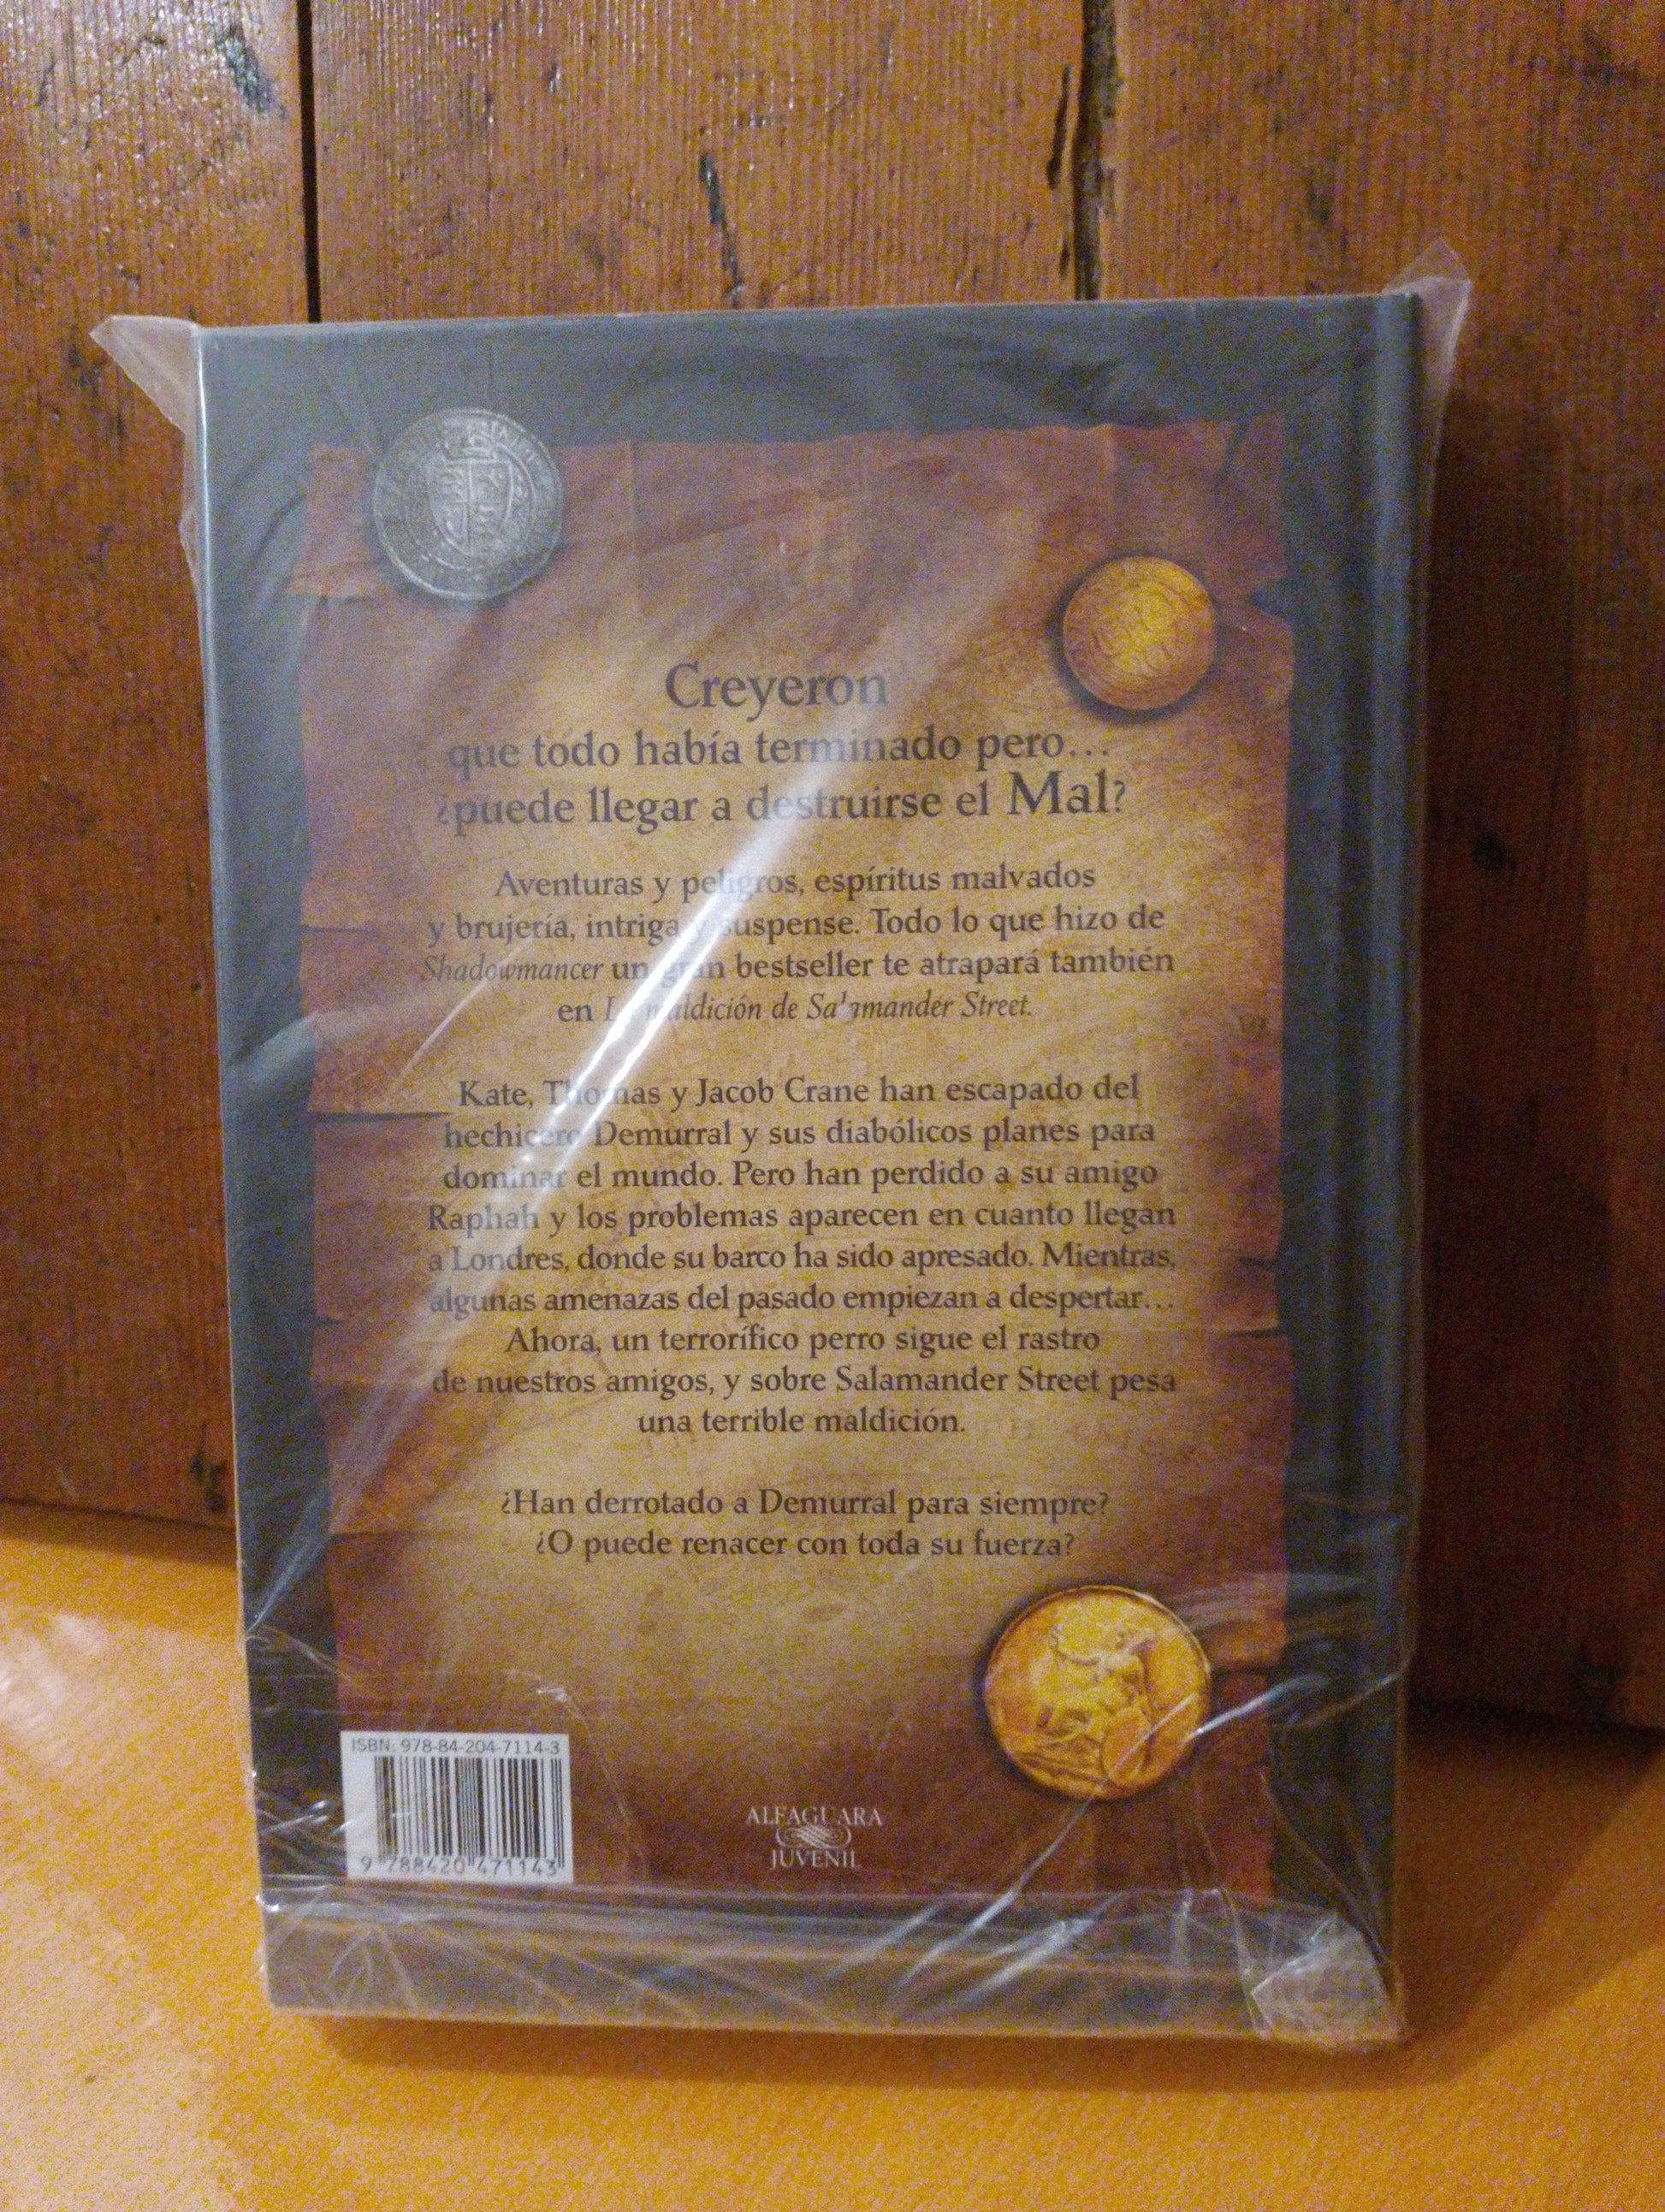 Creyeron
que todo había terminado pero...
¿puede llegar a destruirse el Mal?
Aventuras y peligros, espíritus malvados
y brujería, intriga y suspense. Todo lo que hizo de
Shadowmancer un gran bestseller te atrapará también
en La maldición de Salamander Street.
Kate, Thomas y Jacob Crane han escapado del
hechicero Demurral y sus diabólicos planes para
dominar el mundo. Pero han perdido a su amigo
Raphah y los problemas aparecen en cuanto llegan
a Londres, donde su barco ha sido apresado. Mientras,
algunas amenazas del pasado empiezan a despertar...
Ahora, un terrorífico perro sigue el rastro
de nuestros amigos, y sobre Salamander Street pesa
una terrible maldición.
¿Han derrotado a Demurral para siempre?
¿O puede renacer con toda su fuerza?
ISBN: 978-84-204-7114-3
9 788420 471143
ALFAGUARA
JUVENIL